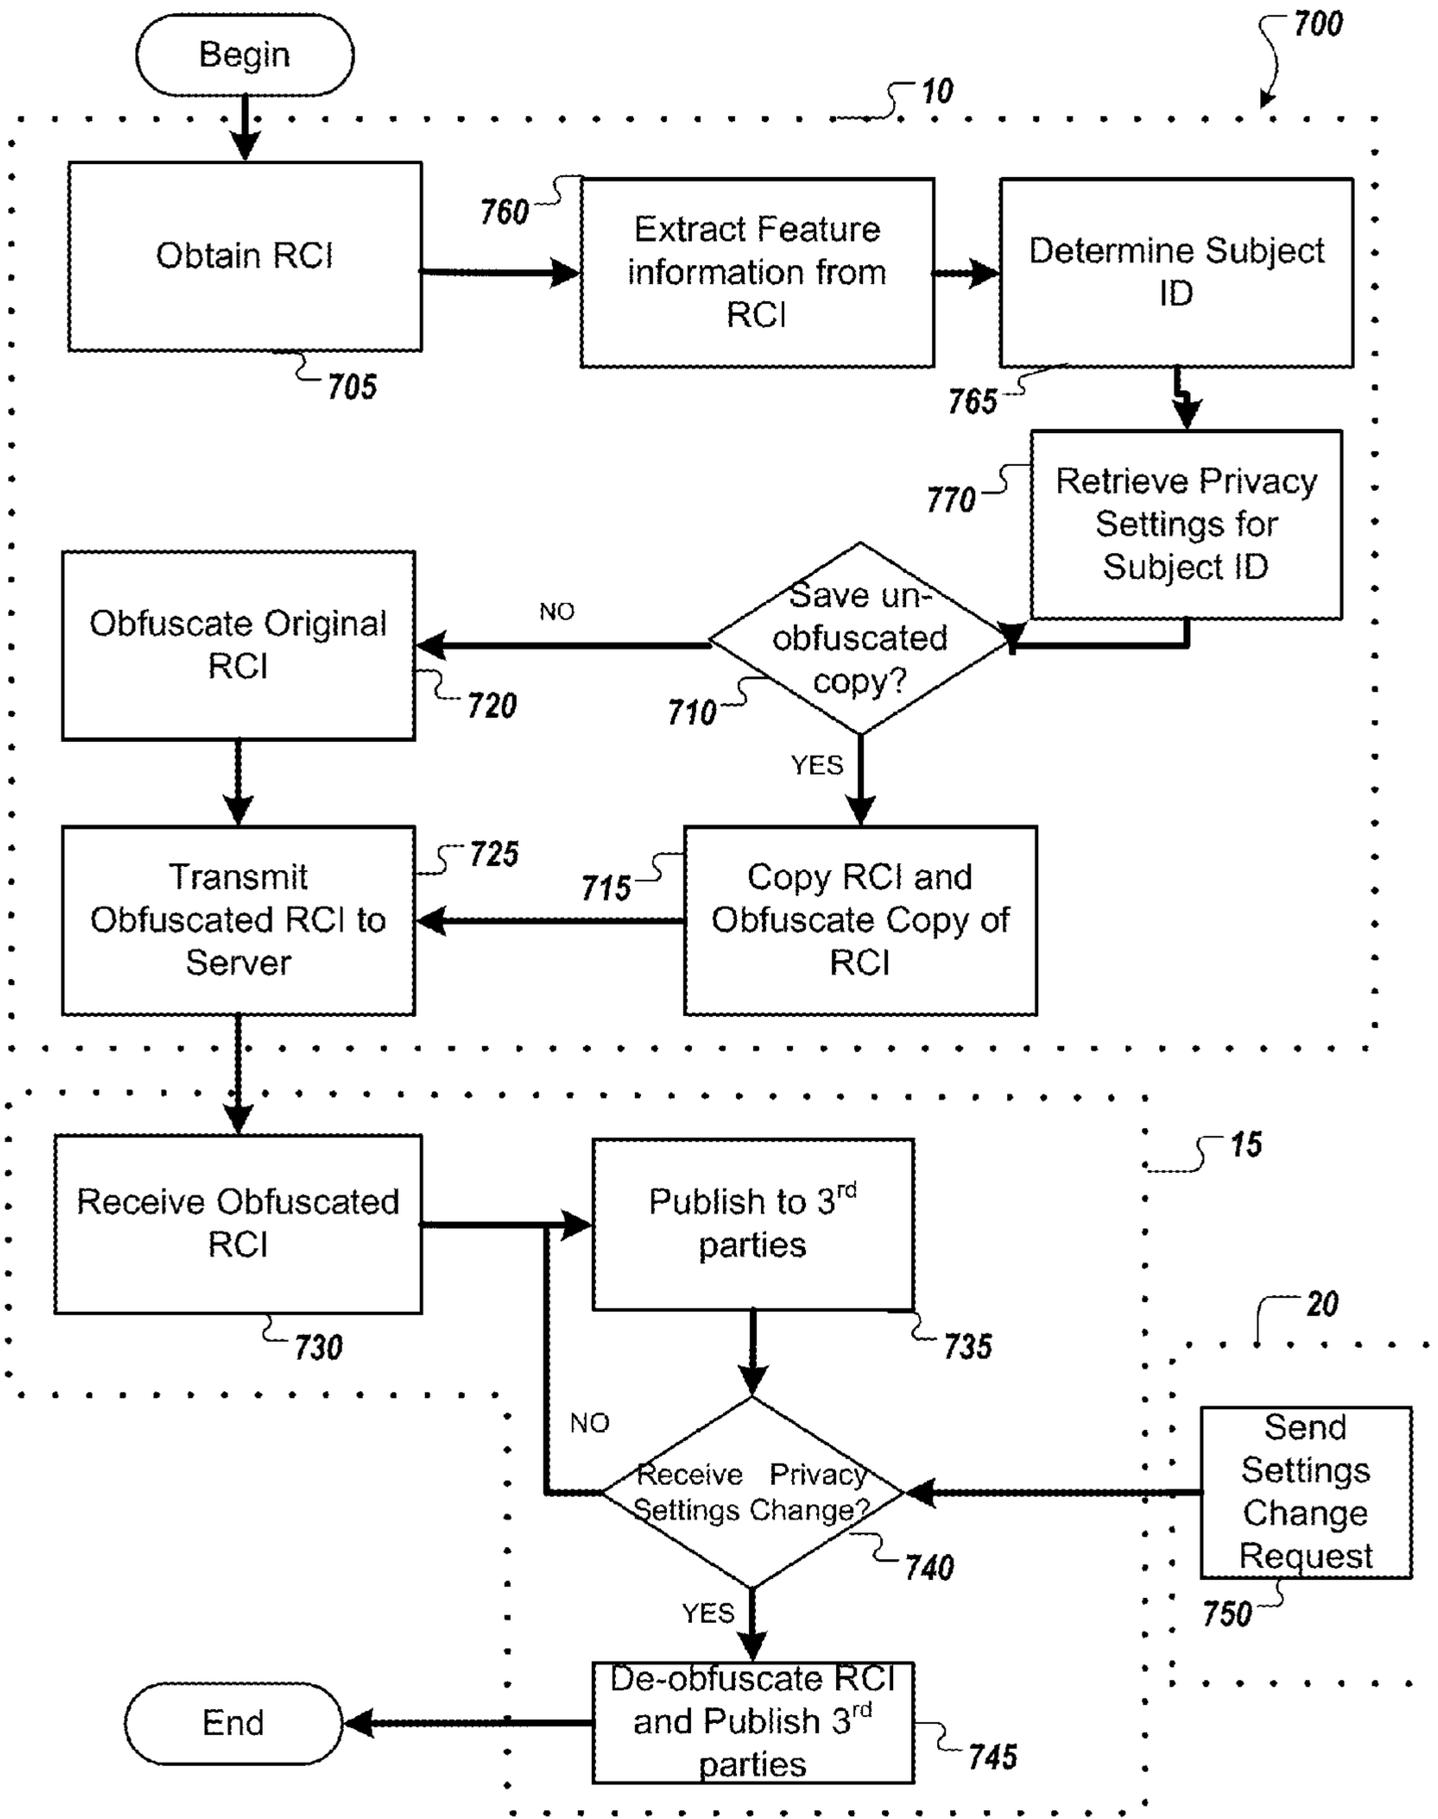 Begin
700
10
Obtain RCI
705
760
Extract Feature
information from
RCI
Determine Subject
ID
765
770
Retrieve Privacy
Settings for
Subject ID
Save un-
obfuscated
copy?
710
NO
YES
Obfuscate Original
RCI
720
Transmit
Obfuscated RCI to
Server
725
715
Copy RCI and
Obfuscate Copy of
RCI
Receive Obfuscated
RCI
730
Publish to 3rd
parties
735
15
20
NO
Receive Privacy
Settings Change?
740
Send
Settings
Change
Request
750
YES
De-obfuscate RCI
and Publish 3rd
parties
745
End